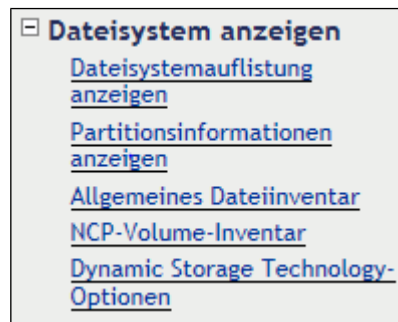 Dateisystem anzeigen
Dateisystemauflistung
anzeigen
Partitionsinformationen
anzeigen
Allgemeines Dateiinventar
NCP-Volume-Inventar
Dynamic Storage Technology-
Optionen